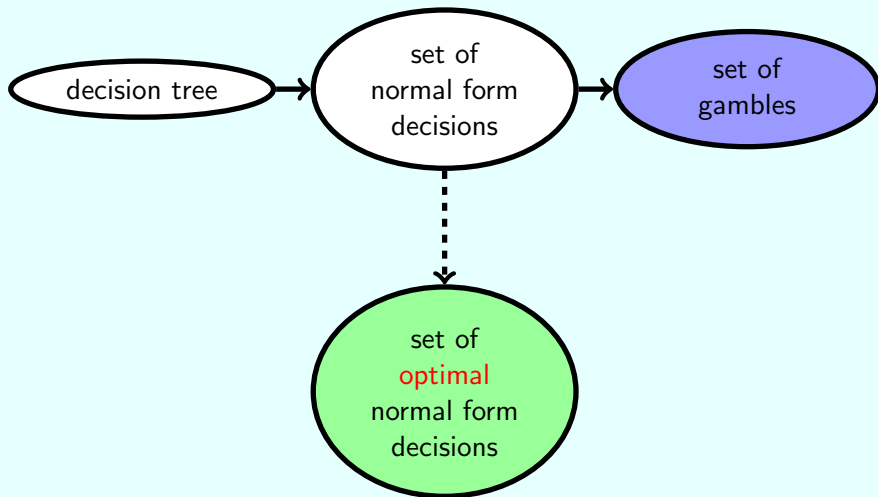 decision tree
set of
normal form
decisions
set of
gambles
set of
optimal
normal form
decisions